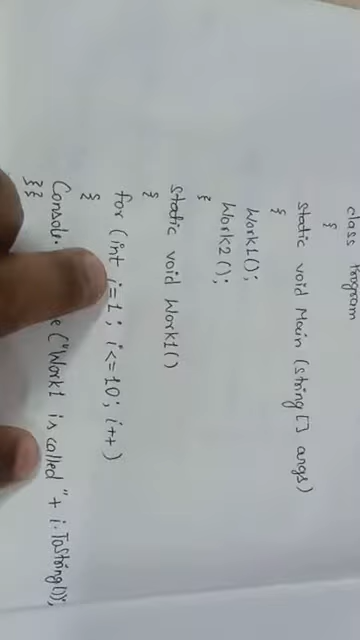 class Program
{
static void Main (string [] args)
{
Work1();
Work2();
}
static void Work1()
{
for (int i=1; i<=10; i++)
{
Console. e ("Work1 is called " + i.ToString());
}}